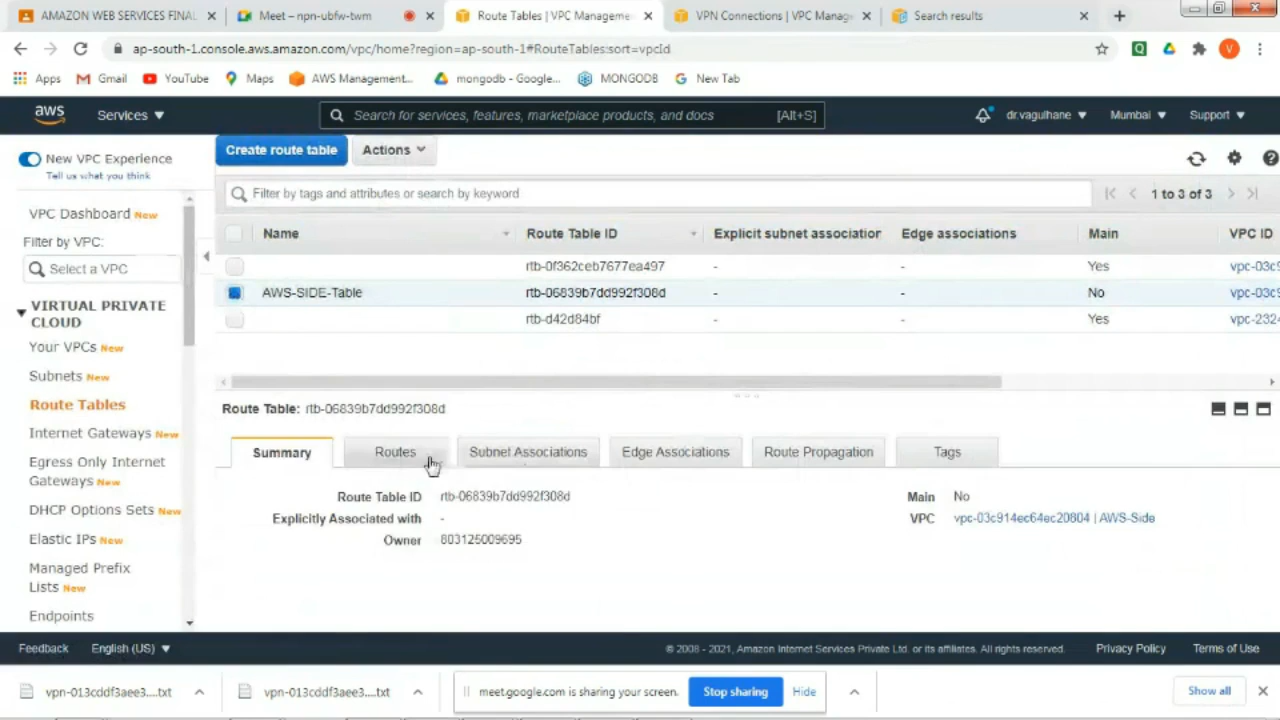 AMAZON WEB SERVICES FINAL
Meet – npn-ubfw-twm
Route Tables | VPC Manageme
VPN Connections | VPC Manag
Search results
ap-south-1.console.aws.amazon.com/vpc/home?region=ap-south-1#RouteTables:sort=vpcId
Q
V
Apps
Gmail
YouTube
Maps
AWS Management...
mongodb - Google...
MONGODB
New Tab
aws
Services
Search for services, features, marketplace products, and docs
[Alt+S]
dr.vagulhane
Mumbai
Support
New VPC Experience
Tell us what you think
Create route table
Actions
VPC Dashboard New
Filter by VPC:
Select a VPC
VIRTUAL PRIVATE
CLOUD
Your VPCs New
Subnets New
Route Tables
Internet Gateways New
Egress Only Internet
Gateways New
DHCP Options Sets New
Elastic IPs New
Managed Prefix
Lists New
Endpoints
Filter by tags and attributes or search by keyword
1 to 3 of 3
Name Route Table ID Explicit subnet association Edge associations Main VPC ID
rtb-0f362ceb7677ea497 - - Yes vpc-03c9
AWS-SIDE-Table rtb-06839b7dd992f308d - - No vpc-03c9
rtb-d42d84bf - - Yes vpc-2324
Route Table: rtb-06839b7dd992f308d
Summary Routes Subnet Associations Edge Associations Route Propagation Tags
Route Table ID rtb-06839b7dd992f308d
Main No
Explicitly Associated with -
VPC vpc-03c914ec64ec20804 | AWS-Side
Owner 803125009695
Feedback English (US)
© 2008 - 2021, Amazon Internet Services Private Ltd. or its affiliates. All rights reserved.
Privacy Policy Terms of Use
vpn-013cddf3aee3....txt
vpn-013cddf3aee3....txt
meet.google.com is sharing your screen.
Stop sharing
Hide
Show all